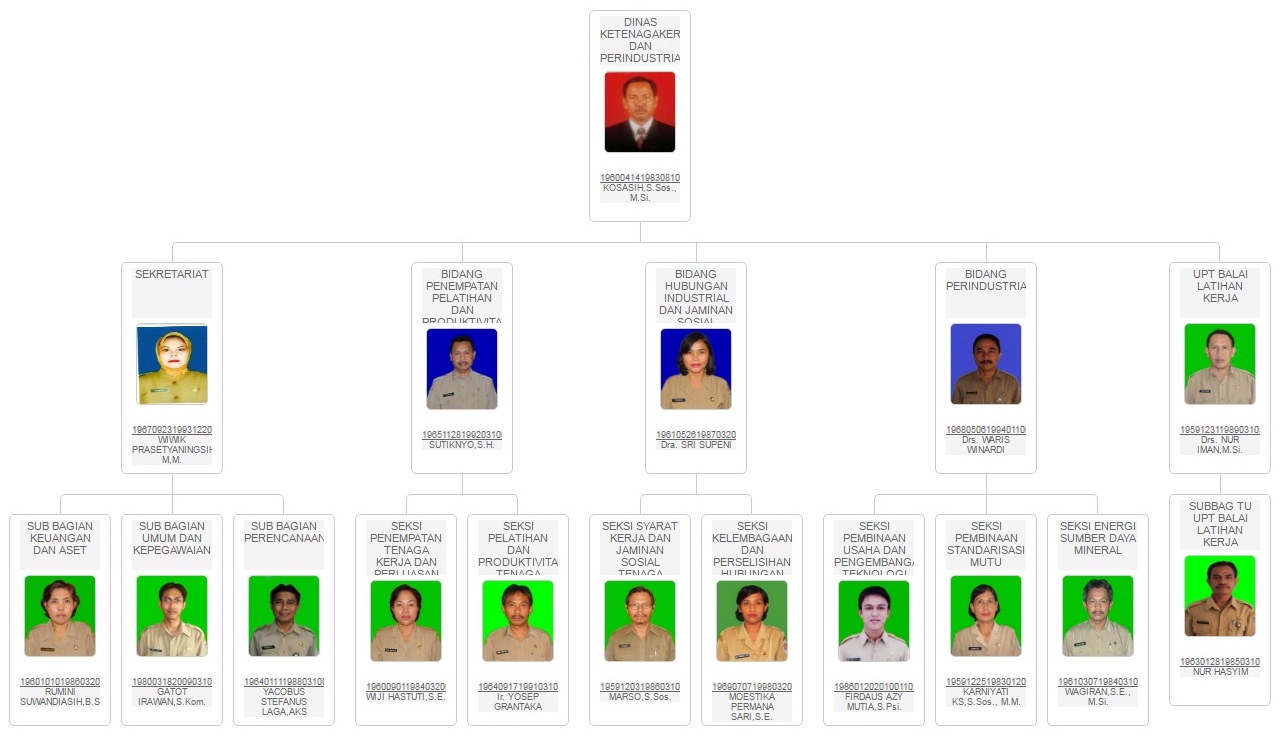 DINAS
KETENAGAKER
DAN
PERINDUSTRIA
1960041419830810
KOSASIH,S.Sos.,
M.Si.
SEKRETARIAT
1967092319931220
WIWIK
PRASETYANINGSIH
M,M.
BIDANG
PENEMPATAN
PELATIHAN
DAN
PRODUKTIVITA
1965112819920310
SUTIKNYO,S.H.
BIDANG
HUBUNGAN
INDUSTRIAL
DAN JAMINAN
SOSIAL
1961052619870320
Dra. SRI SUPENI
BIDANG
PERINDUSTRIA
1968050619940110
Drs. WARIS
WINARDI
UPT BALAI
LATIHAN
KERJA
1959123119890310
Drs. NUR
IMAN,M.Si.
SUB BAGIAN
KEUANGAN
DAN ASET
1960101019860320
RUMINI
SUWANDIASIH,B.S
SUB BAGIAN
UMUM DAN
KEPEGAWAIAN
1980031820090310
GATOT
IRAWAN,S.Kom.
SUB BAGIAN
PERENCANAAN
1964011119880310
YACOBUS
STEFANUS
LAGA,AKS
SEKSI
PENEMPATAN
TENAGA
KERJA DAN
PERLUASAN
1960090119840320
WIJI HASTUTI,S.E.
SEKSI
PELATIHAN
DAN
PRODUKTIVITA
TENAGA
1964091719910310
Ir. YOSEP
GRANTAKA
SEKSI SYARAT
KERJA DAN
JAMINAN
SOSIAL
TENAGA
1959120319860310
MARSO,S.Sos.
SEKSI
KELEMBAGAAN
DAN
PERSELISIHAN
HUBUNGAN
1969070719980320
MOESTIKA
PERMANA
SARI,S.E.
SEKSI
PEMBINAAN
USAHA DAN
PENGEMBANGA
TEKNOLOGI
1986012020100110
FIRDAUS AZY
MUTIA,S.Psi.
SEKSI
PEMBINAAN
STANDARISASI
MUTU
1959122519830120
KARNIYATI
KS,S.Sos., M.M.
SEKSI ENERGI
SUMBER DAYA
MINERAL
1961030719840310
WAGIRAN,S.E.,
M.Si.
SUBBAG TU
UPT BALAI
LATIHAN
KERJA
1963012819850310
NUR HASYIM